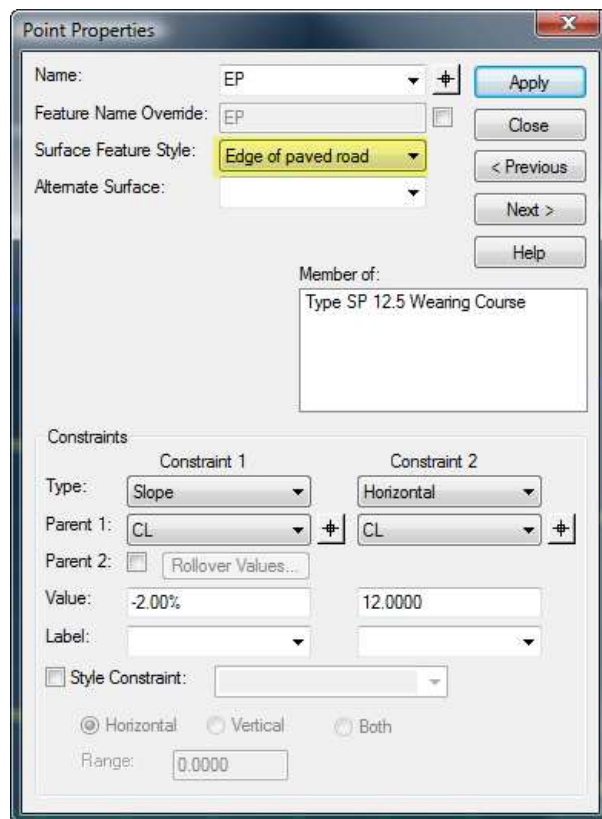 Point Properties
Name: EP Apply
Feature Name Override: EP Close
Surface Feature Style: Edge of paved road < Previous
Alternate Surface: Next >
Help
Member of:
Type SP 12.5 Wearing Course
Constraints
Constraint 1 Constraint 2
Type: Slope Horizontal
Parent 1: CL CL
Parent 2: Rollover Values...
Value: -2.00% 12.0000
Label:
Style Constraint:
Horizontal Vertical Both
Range: 0.0000